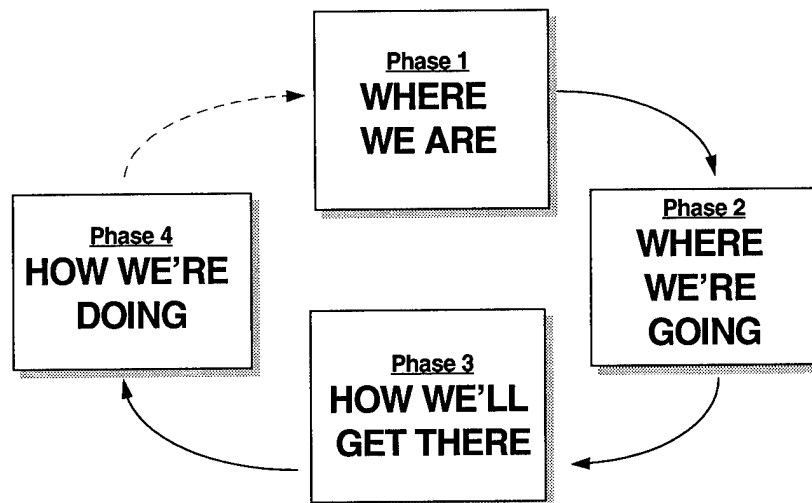 Phase 1
WHERE
WE ARE
Phase 2
WHERE
WE'RE
GOING
Phase 3
HOW WE'LL
GET THERE
Phase 4
HOW WE'RE
DOING